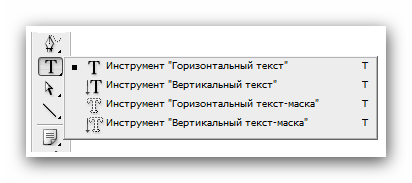 Инструмент "Горизонтальный текст" T
Инструмент "Вертикальный текст" T
Инструмент "Горизонтальный текст-маска" T
Инструмент "Вертикальный текст-маска" T